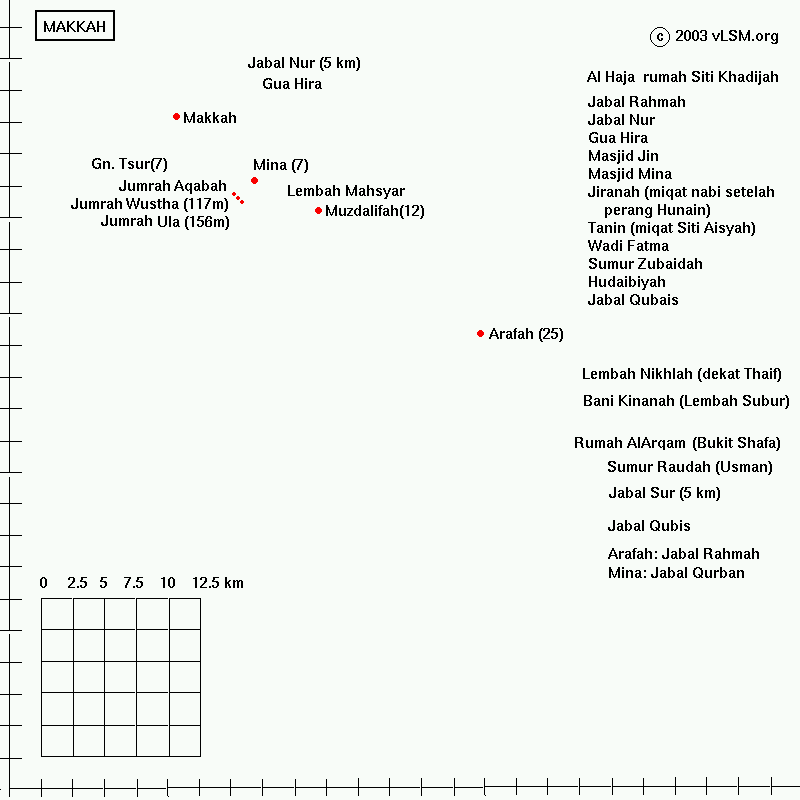 MAKKAH
© 2003 vLSM.org
Jabal Nur (5 km)
Gua Hira
Makkah
Gn. Tsur(7)
Mina (7)
Jumrah Aqabah
Jumrah Wustha (117m)
Jumrah Ula (156m)
Lembah Mahsyar
Muzdalifah(12)
Arafah (25)
Al Haja rumah Siti Khadijah
Jabal Rahmah
Jabal Nur
Gua Hira
Masjid Jin
Masjid Mina
Jiranah (miqat nabi setelah
perang Hunain)
Tanin (miqat Siti Aisyah)
Wadi Fatma
Sumur Zubaidah
Hudaibiyah
Jabal Qubais
Lembah Nikhlah (dekat Thaif)
Bani Kinanah (Lembah Subur)
Rumah AlArqam (Bukit Shafa)
Sumur Raudah (Usman)
Jabal Sur (5 km)
Jabal Qubis
Arafah: Jabal Rahmah
Mina: Jabal Qurban
0 2.5 5 7.5 10 12.5 km